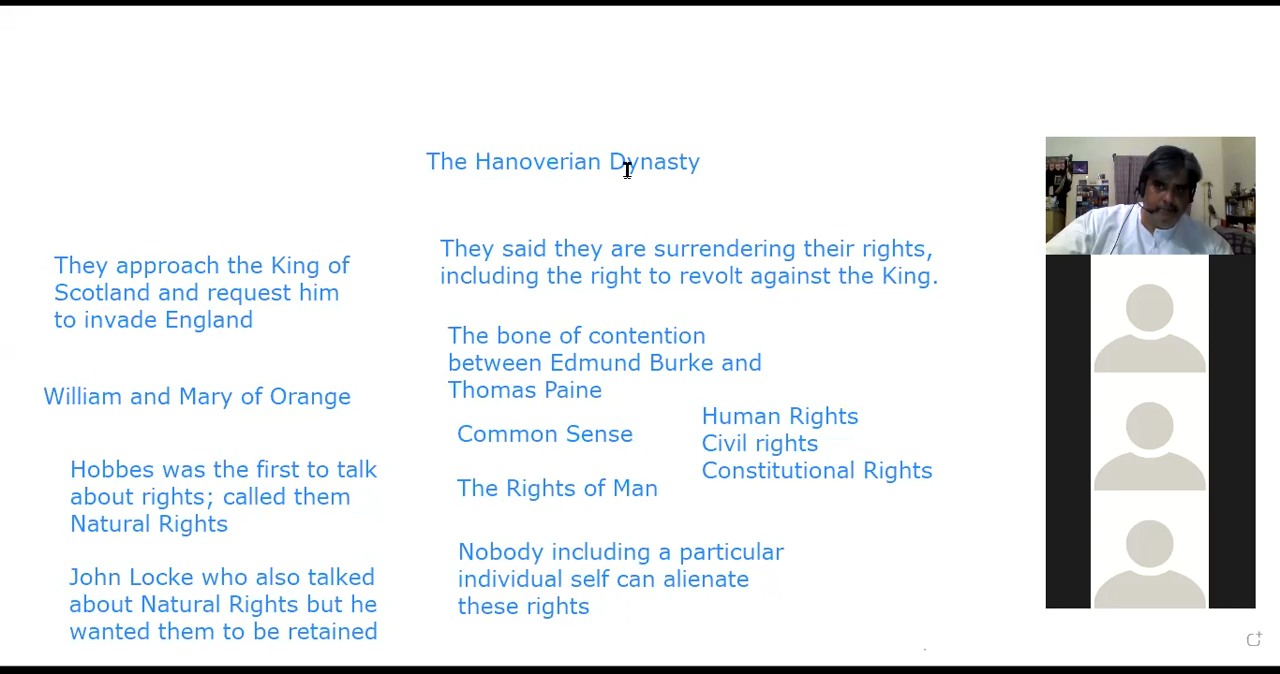 The Hanoverian Dynasty
They approach the King of
Scotland and request him
to invade England
William and Mary of Orange
Hobbes was the first to talk
about rights; called them
Natural Rights
John Locke who also talked
about Natural Rights but he
wanted them to be retained
They said they are surrendering their rights,
including the right to revolt against the King.
The bone of contention
between Edmund Burke and
Thomas Paine
Common Sense
The Rights of Man
Human Rights
Civil rights
Constitutional Rights
Nobody including a particular
individual self can alienate
these rights